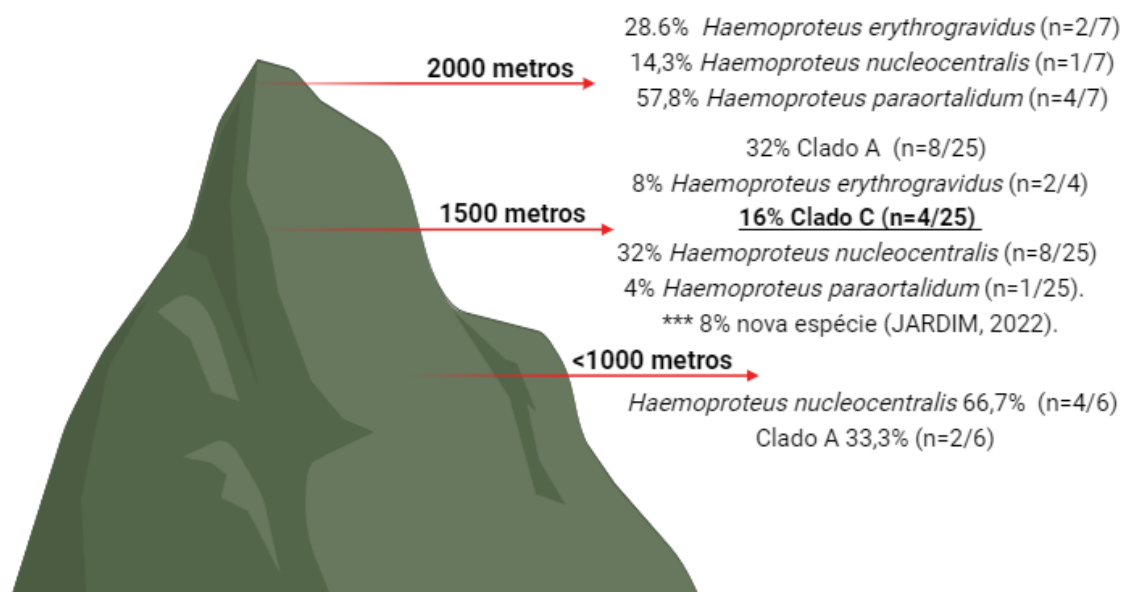 28.6% Haemoproteus erythrogravidus (n=2/7)
2000 metros
14,3% Haemoproteus nucleocentralis (n=1/7)
57,8% Haemoproteus paraortalidum (n=4/7)
32% Clado A (n=8/25)
8% Haemoproteus erythrogravidus (n=2/4)
1500 metros
16% Clado C (n=4/25)
32% Haemoproteus nucleocentralis (n=8/25)
4% Haemoproteus paraortalidum (n=1/25).
*** 8% nova espécie (JARDIM, 2022).
<1000 metros
Haemoproteus nucleocentralis 66,7% (n=4/6)
Clado A 33,3% (n=2/6)